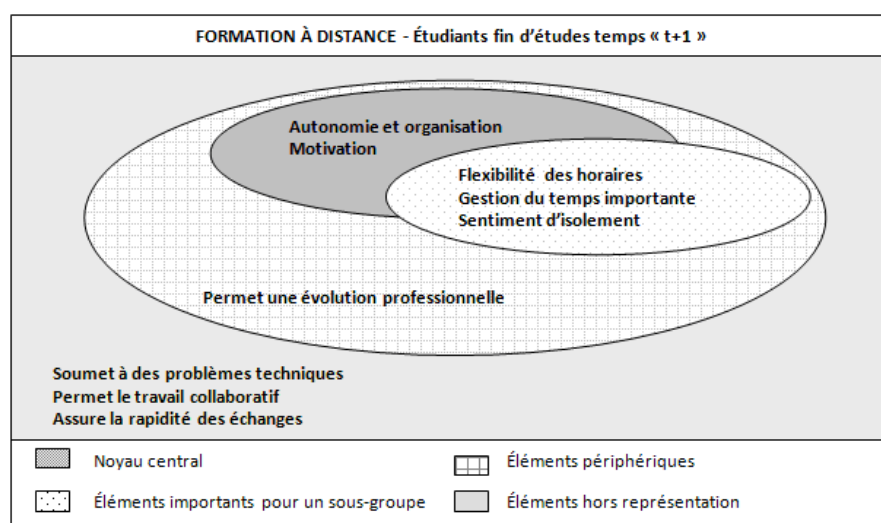 FORMATION À DISTANCE - Étudiants fin d'études temps « t+1 »
Autonomie et organisation
Motivation
Flexibilité des horaires
Gestion du temps importante
Sentiment d'isolement
Permet une évolution professionnelle
Soumet à des problèmes techniques
Permet le travail collaboratif
Assure la rapidité des échanges
Noyau central
Éléments périphériques
Éléments importants pour un sous-groupe
Éléments hors représentation